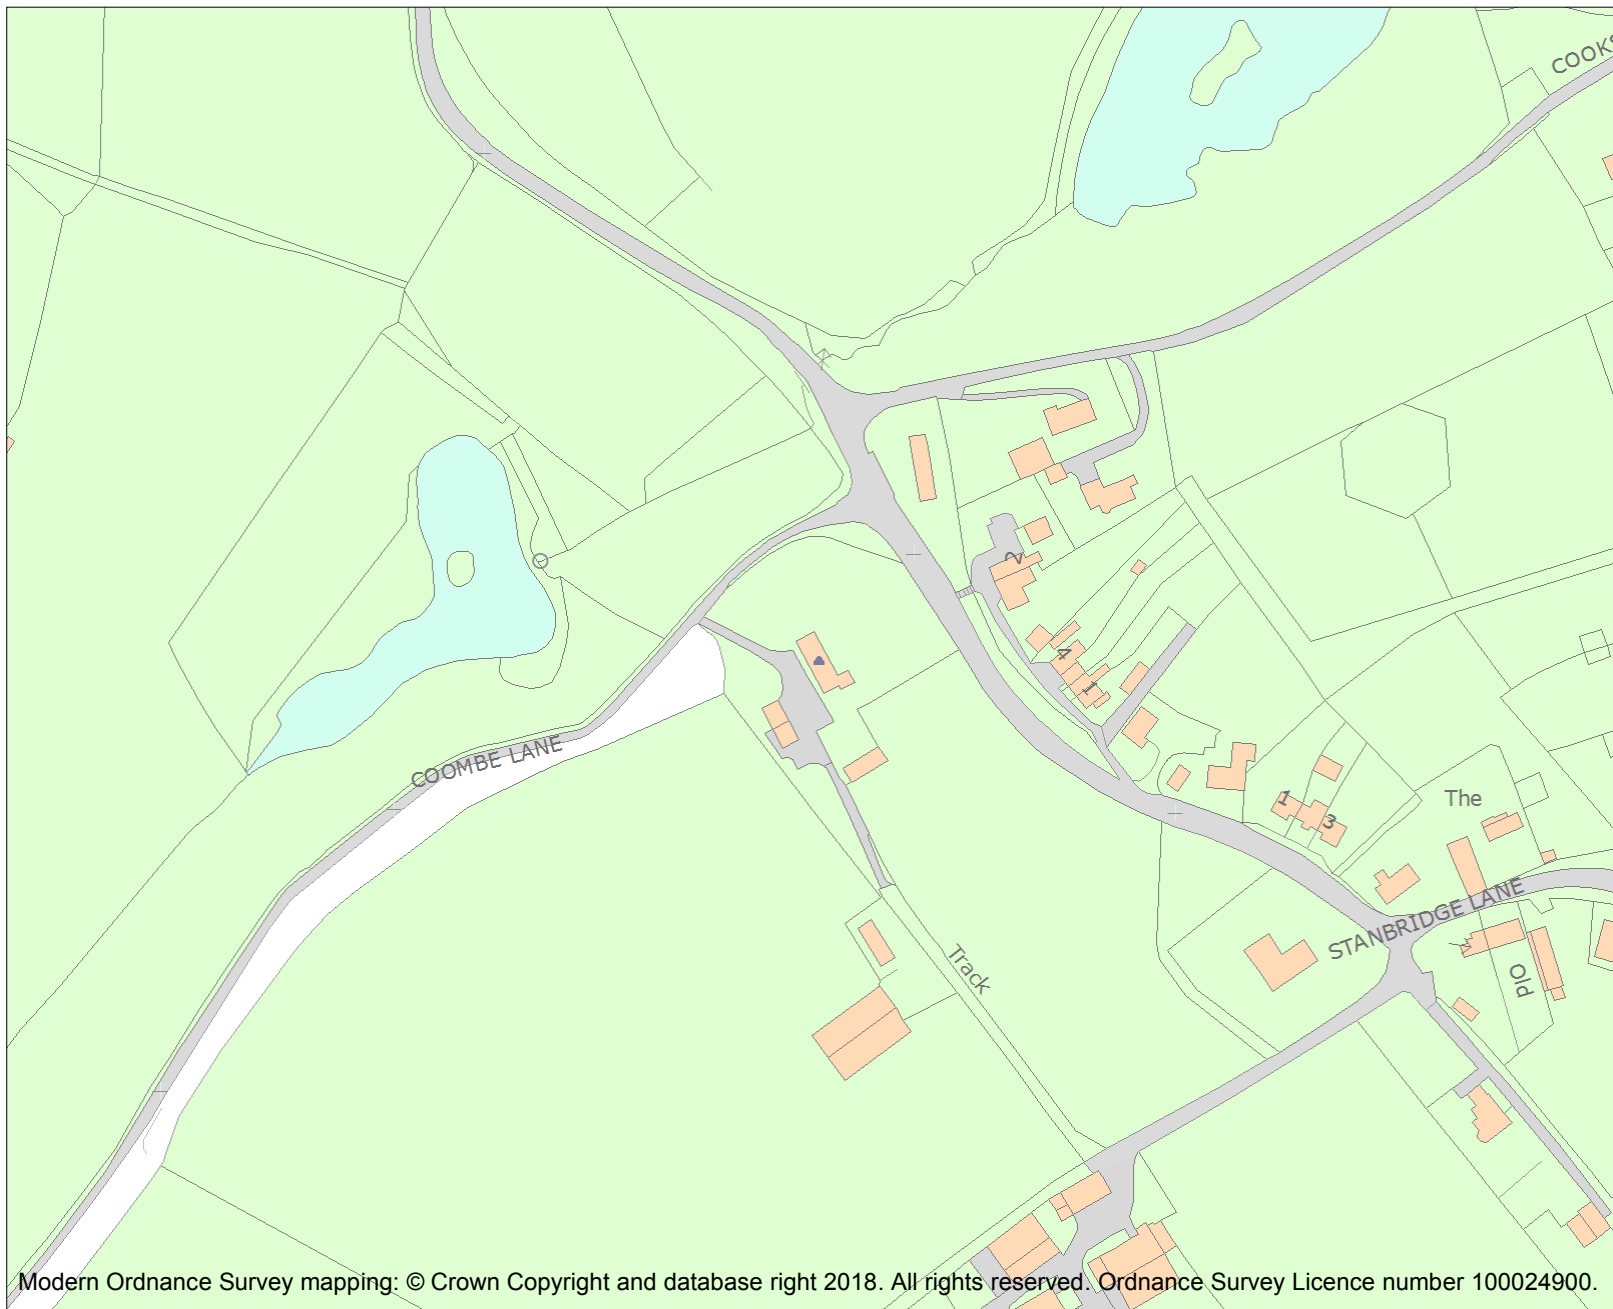 COOKS
2
4
1
COOMBE LANE
The
1
3
STANBRIDGE LANE
Track
Old
Modern Ordnance Survey mapping: © Crown Copyright and database right 2018. All rights reserved. Ordnance Survey Licence number 100024900.